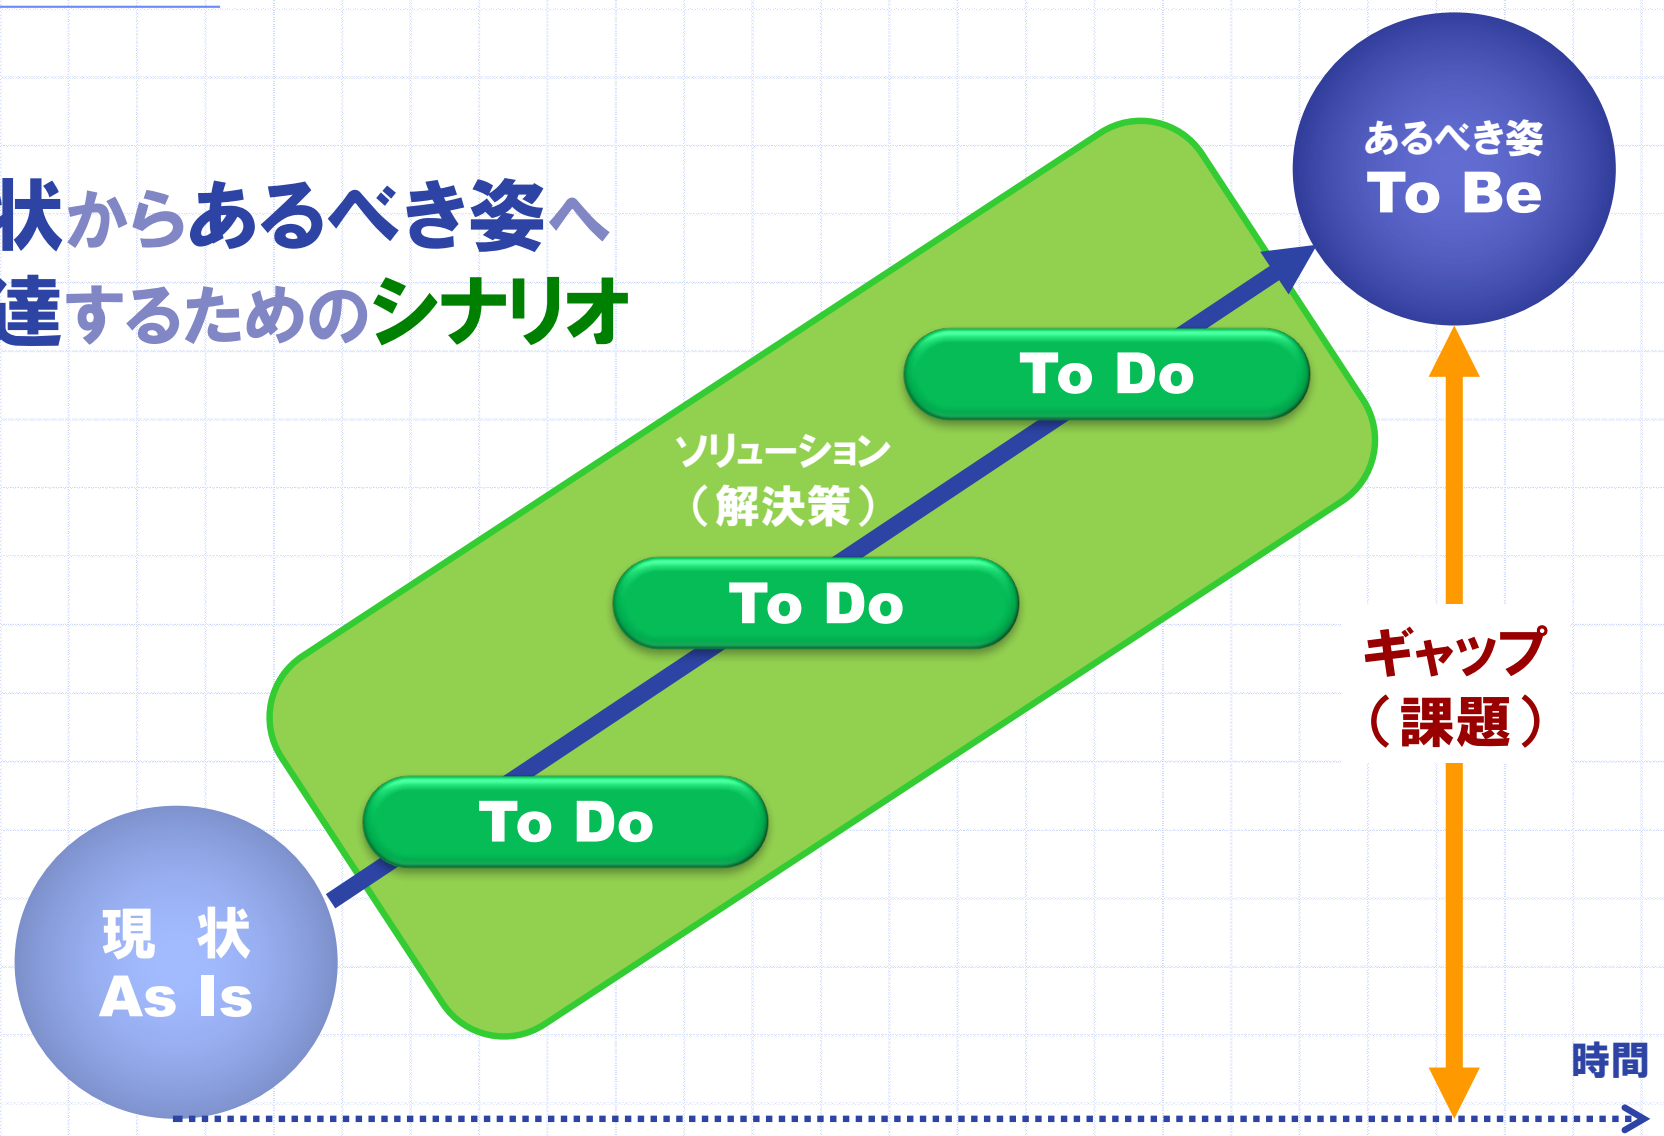 状からあるべき姿へ
達するためのシナリオ
あるべき姿
To Be
To Do
ソリューション
（解決策）
To Do
ギャップ
（課題）
To Do
現　状
As Is
時間